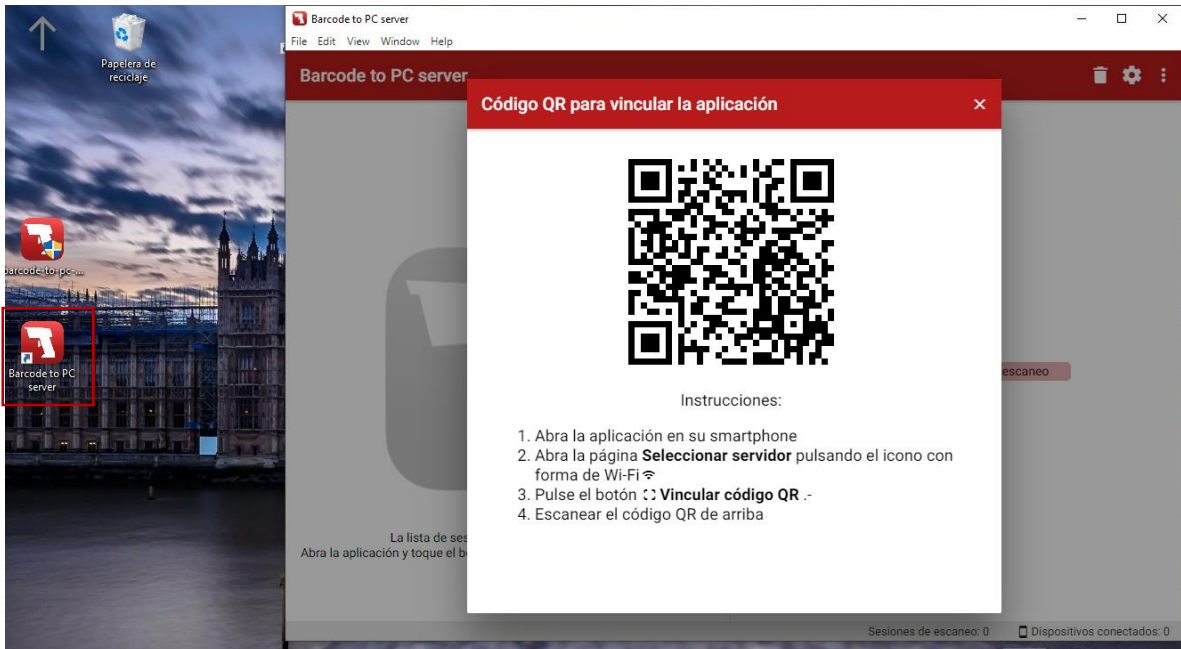 Papelera de
reciclaje
barcode-to-pc-...
Barcode to PC
server
Barcode to PC server
File Edit View Window Help
Barcode to PC server
Código QR para vincular la aplicación
Instrucciones:
1. Abra la aplicación en su smartphone
2. Abra la página Seleccionar servidor pulsando el icono con
forma de Wi-Fi
3. Pulse el botón Vincular código QR .-
4. Escanear el código QR de arriba
escaneo
La lista de ses
Abra la aplicación y toque el b
Sesiones de escaneo: 0 Dispositivos conectados: 0